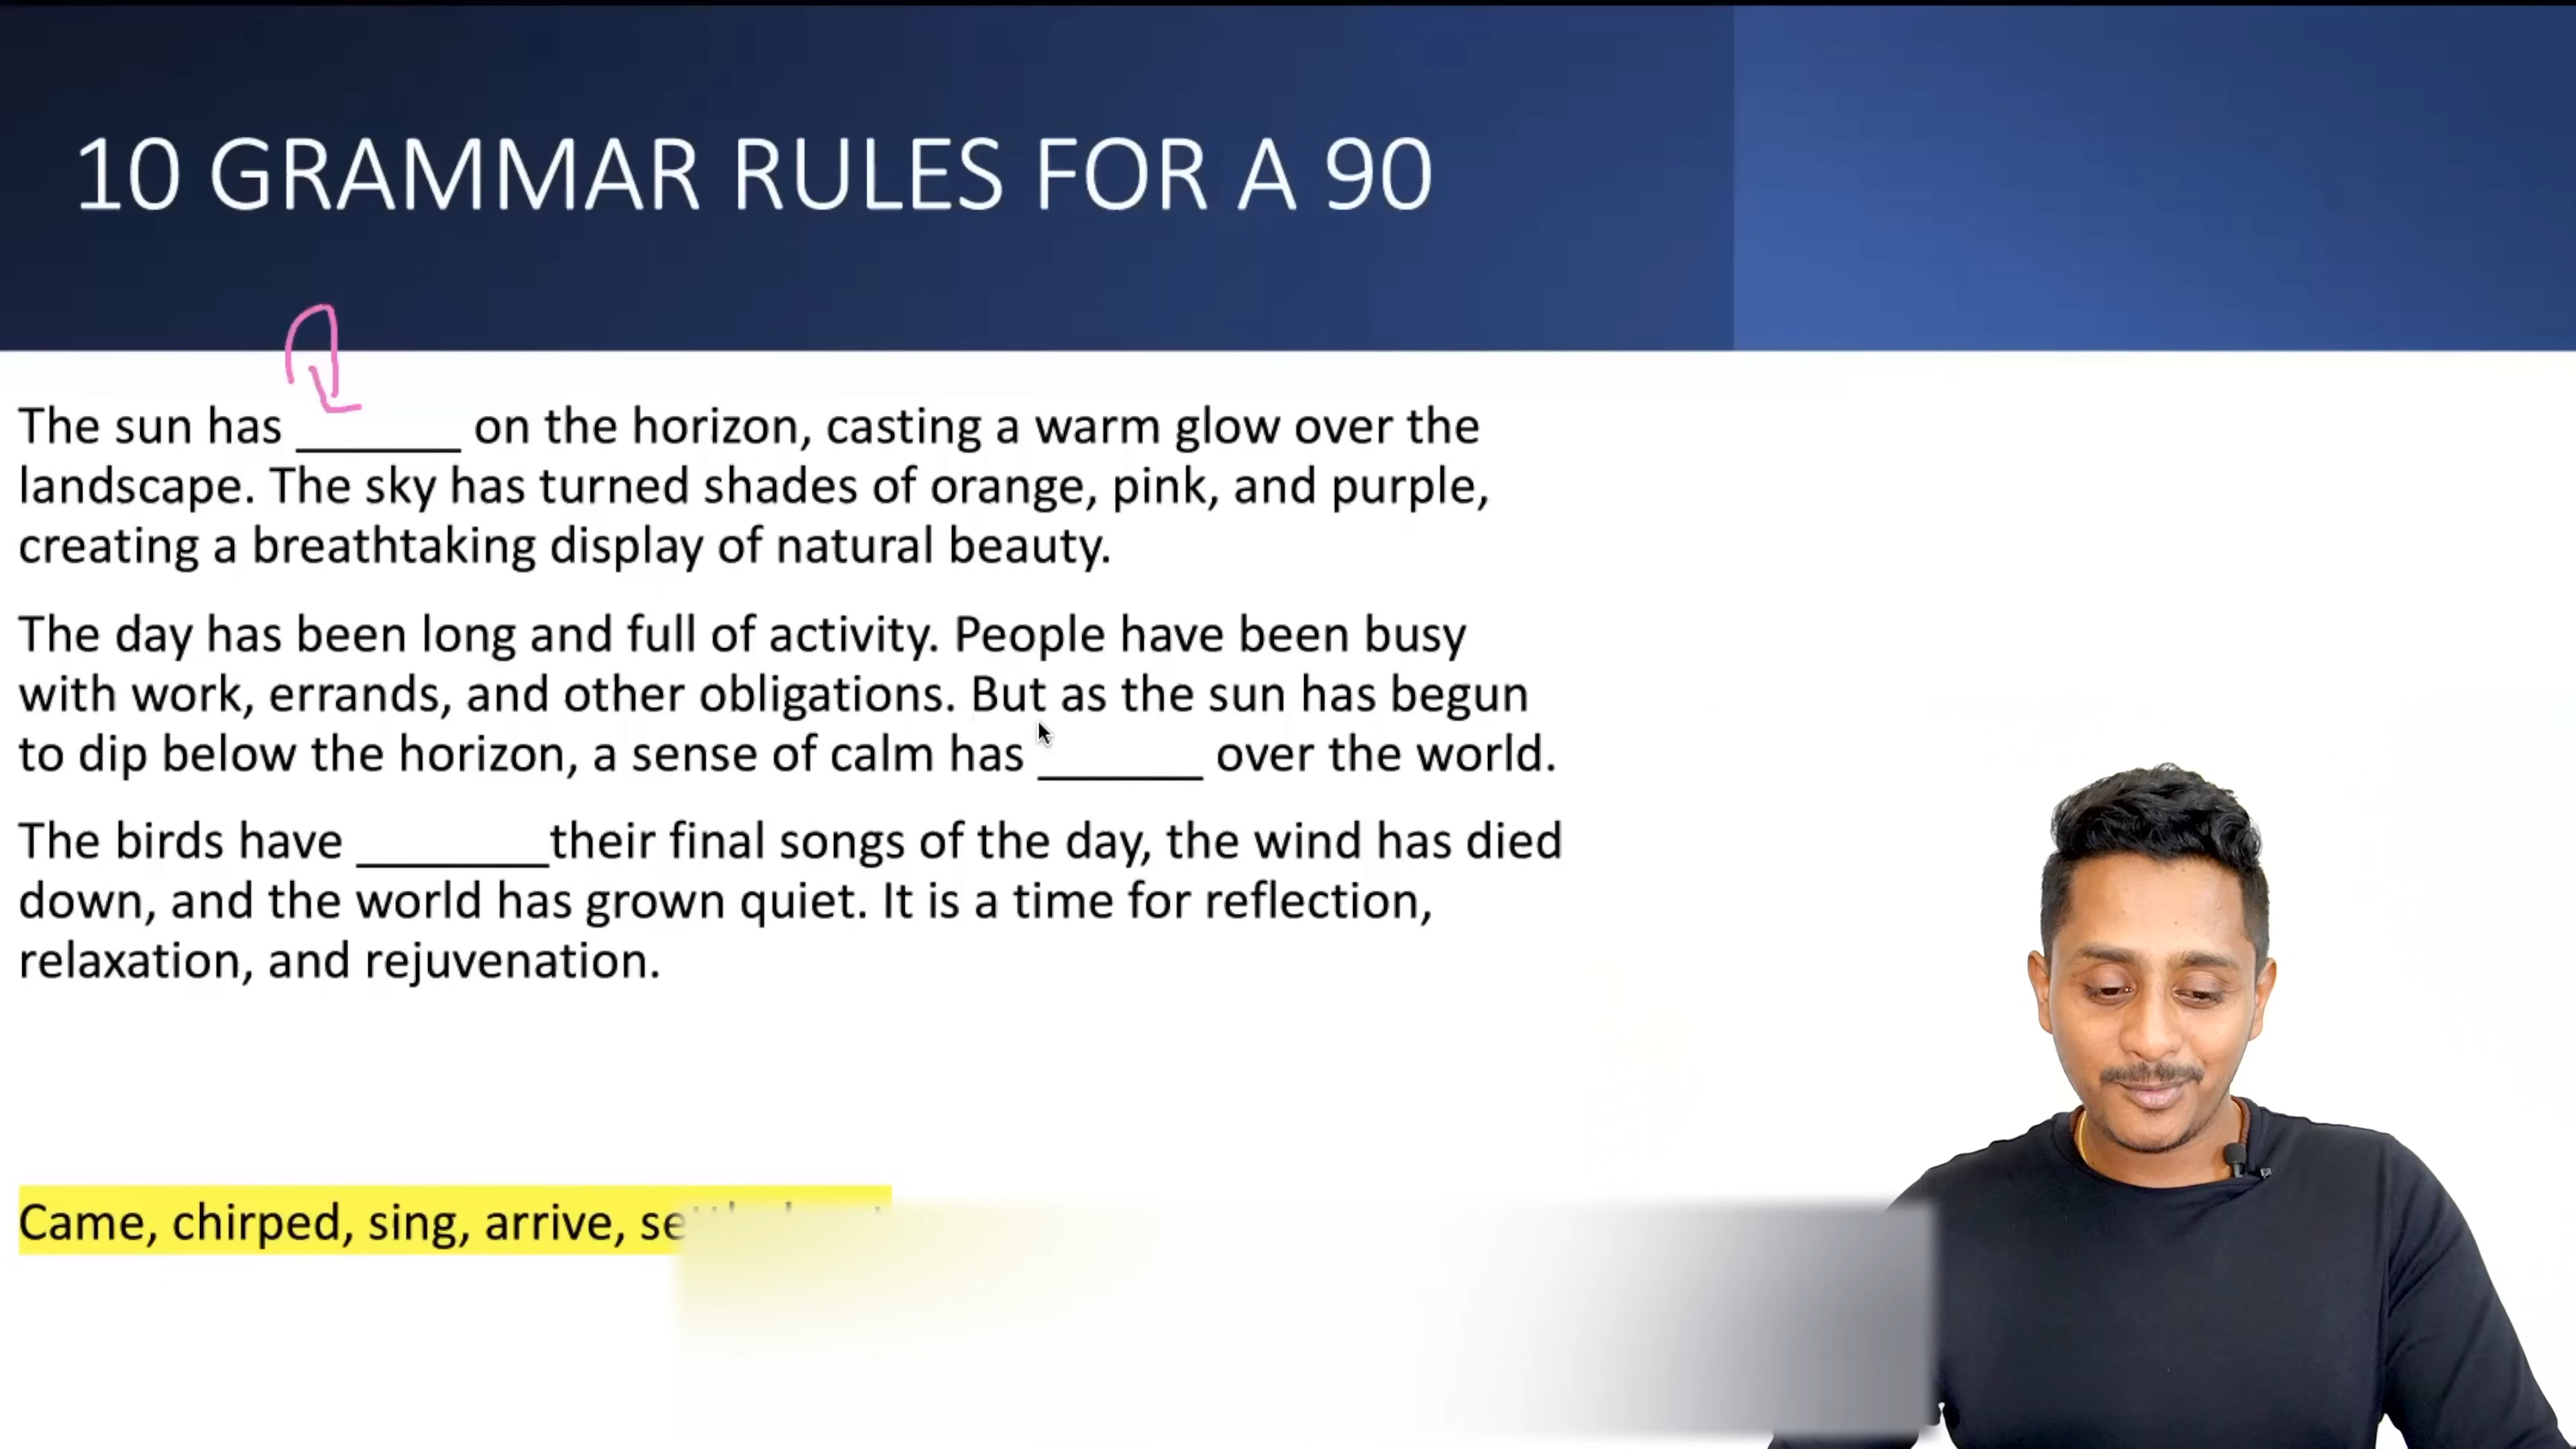 10 GRAMMAR RULES FOR A 90
The sun has ______ on the horizon, casting a warm glow over the
landscape. The sky has turned shades of orange, pink, and purple,
creating a breathtaking display of natural beauty.
The day has been long and full of activity. People have been busy
with work, errands, and other obligations. But as the sun has begun
to dip below the horizon, a sense of calm has ______ over the world.
The birds have _______their final songs of the day, the wind has died
down, and the world has grown quiet. It is a time for reflection,
relaxation, and rejuvenation.
Came, chirped, sing, arrive,